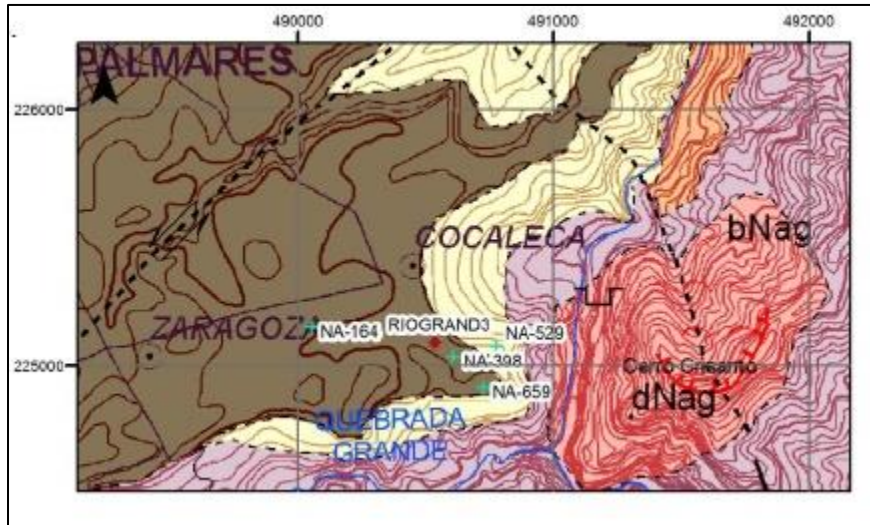 490000 491000 492000
PALMARES
226000
COCALECA
bNag
ZARAGOZA
NA-164
RIOGRAND3
NA-529
NA-398
225000
Cerro Crisanto
NA-659
dNag
QUEBRADA
GRANDE